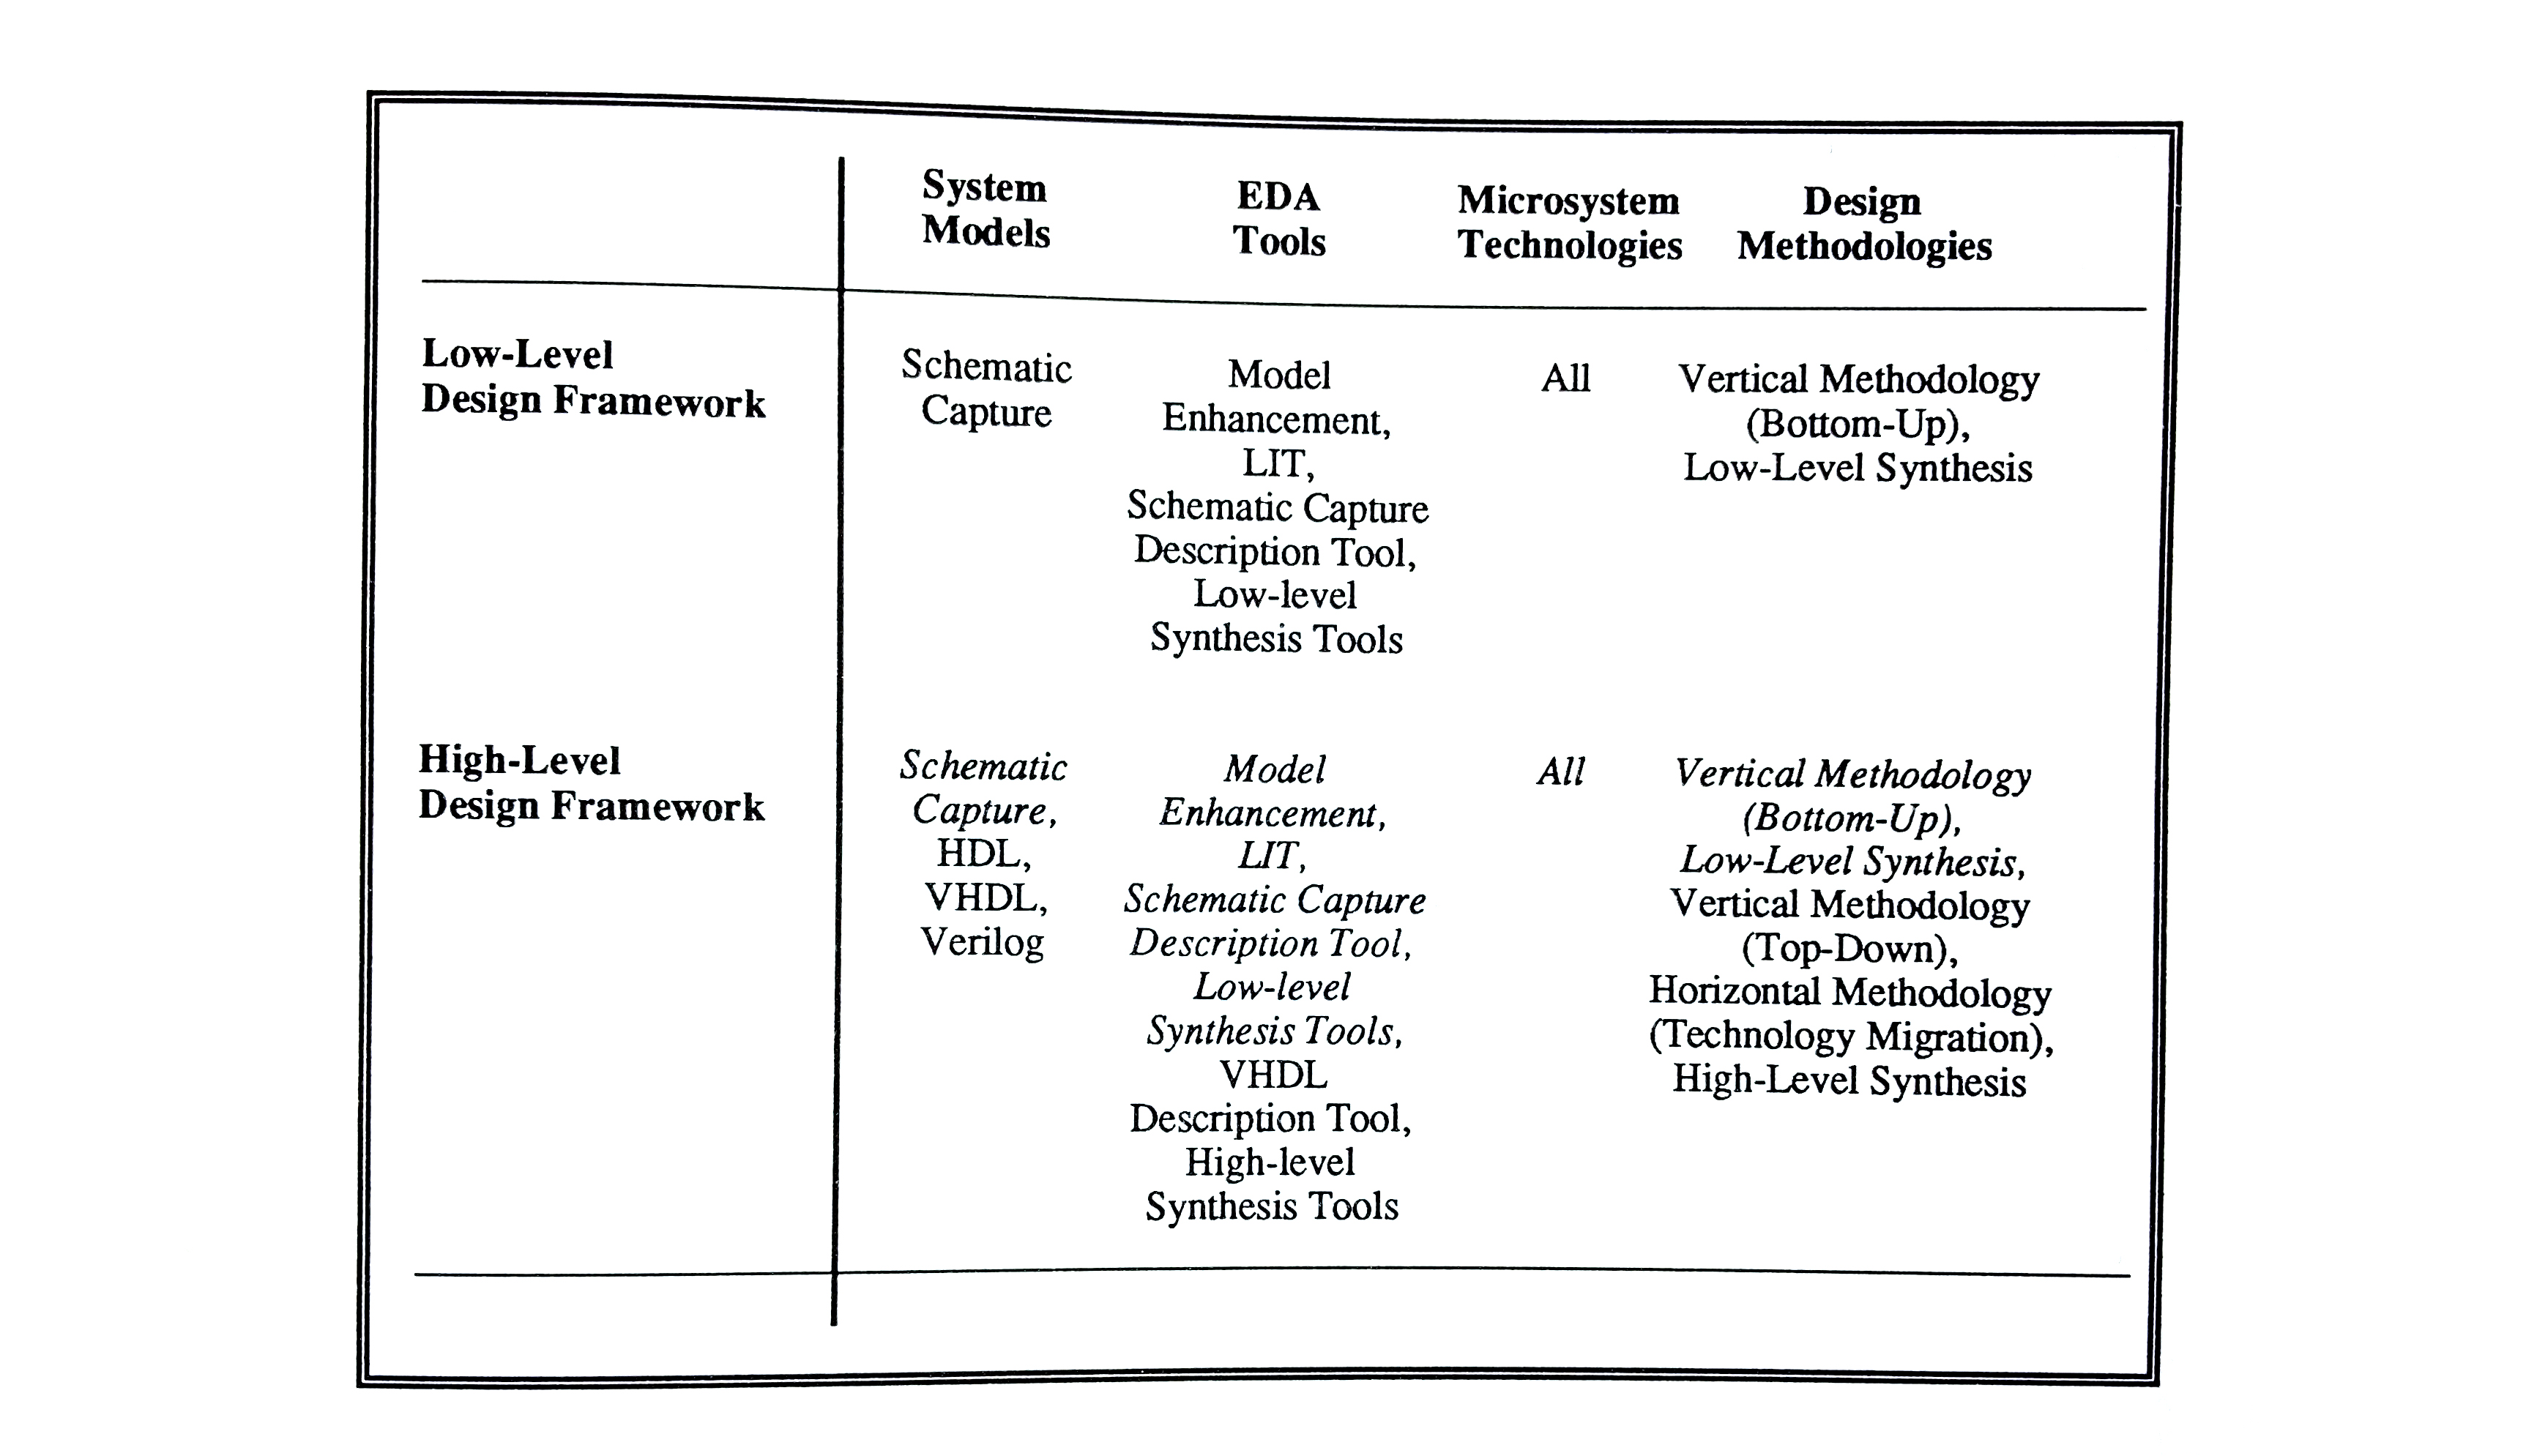 System
Models
EDA
Tools
Microsystem
Technologies
Design
Methodologies
Low-Level
Design Framework
Schematic
Capture
Model
Enhancement,
LIT,
Schematic Capture
Description Tool,
Low-level
Synthesis Tools
All
Vertical Methodology
(Bottom-Up),
Low-Level Synthesis
High-Level
Design Framework
Schematic
Capture,
HDL,
VHDL,
Verilog
Model
Enhancement,
LIT,
Schematic Capture
Description Tool,
Low-level
Synthesis Tools,
VHDL
Description Tool,
High-level
Synthesis Tools
All
Vertical Methodology
(Bottom-Up),
Low-Level Synthesis,
Vertical Methodology
(Top-Down),
Horizontal Methodology
(Technology Migration),
High-Level Synthesis